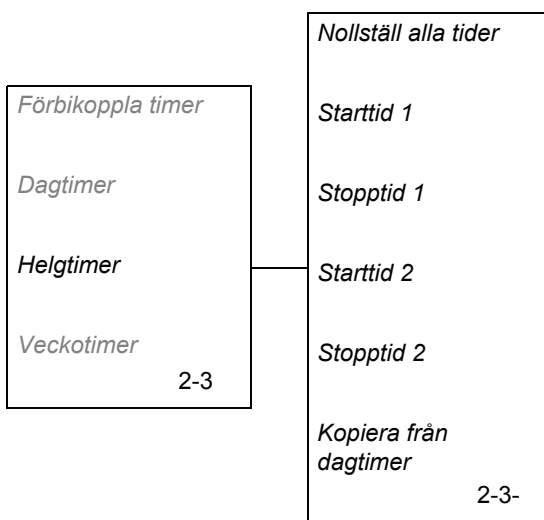 Förbikoppla timer
Dagtimer
Helgtimer
Veckotimer
2-3
Nollställ alla tider
Starttid 1
Stopptid 1
Starttid 2
Stopptid 2
Kopiera från
dagtimer
2-3-